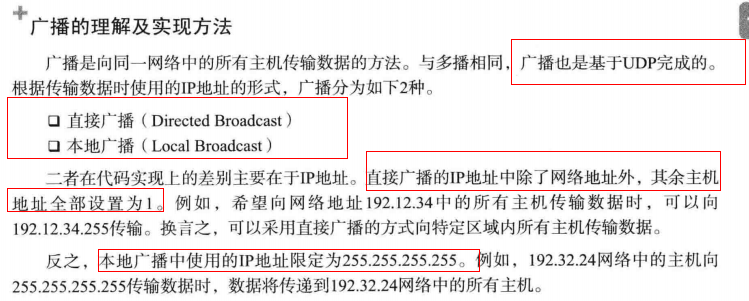 广播的理解及实现方法
广播是向同一网络中的所有主机传输数据的方法。与多播相同，广播也是基于UDP完成的。
根据传输数据时使用的IP地址的形式，广播分为如下2种。
❑ 直接广播（Directed Broadcast）
❑ 本地广播（Local Broadcast）
二者在代码实现上的差别主要在于IP地址。直接广播的IP地址中除了网络地址外，其余主机
地址全部设置为1。例如，希望向网络地址192.12.34中的所有主机传输数据时，可以向
192.12.34.255传输。换言之，可以采用直接广播的方式向特定区域内所有主机传输数据。
反之，本地广播中使用的IP地址限定为255.255.255.255。例如，192.32.24网络中的主机向
255.255.255.255传输数据时，数据将传递到192.32.24网络中的所有主机。